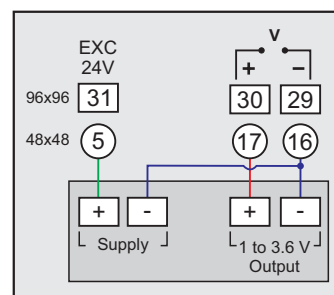 V
EXC
24V
+ −
96x96 31 30 29
48x48 5 17 16
+ - + -
Supply 1 to 3.6 V
Output